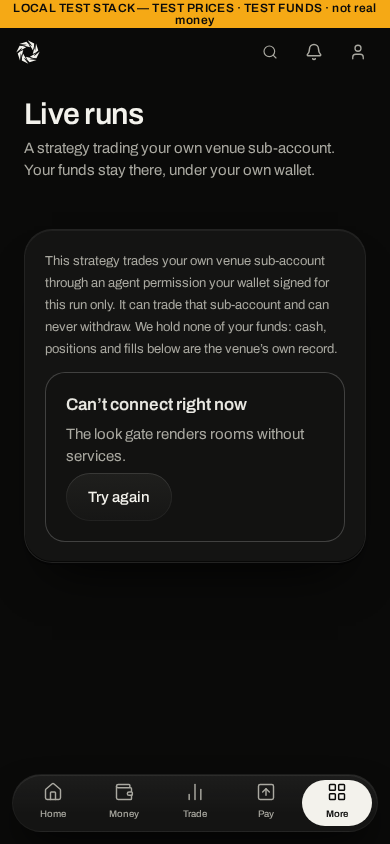 LOCAL TEST STACK — TEST PRICES · TEST FUNDS · not real
money
Live runs
A strategy trading your own venue sub-account.
Your funds stay there, under your own wallet.
This strategy trades your own venue sub-account
through an agent permission your wallet signed for
this run only. It can trade that sub-account and can
never withdraw. We hold none of your funds: cash,
positions and fills below are the venue’s own record.
Can’t connect right now
The look gate renders rooms without
services.
Try again
Home
Money
Trade
Pay
More